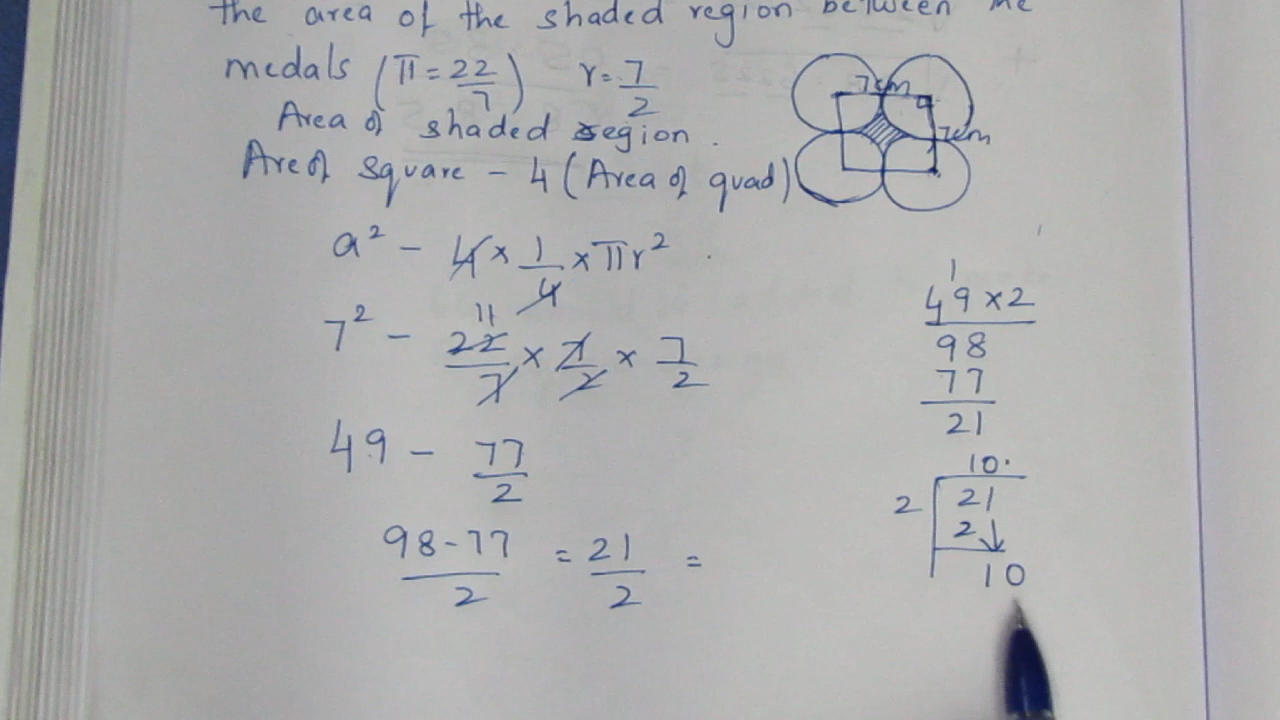 the area of the shaded region between the
medals (π = 22/7) r = 7/2
Area of shaded region.
Are of square - 4 (Area of quad)
7cm
7cm
a² - 4 × 1/4 × πr²
7² - 22/7 × 7/2 × 7/2
11
49 - 77/2
98-77/2 = 21/2 =
1
49 × 2
98
77
21
10.
2 21
2
10